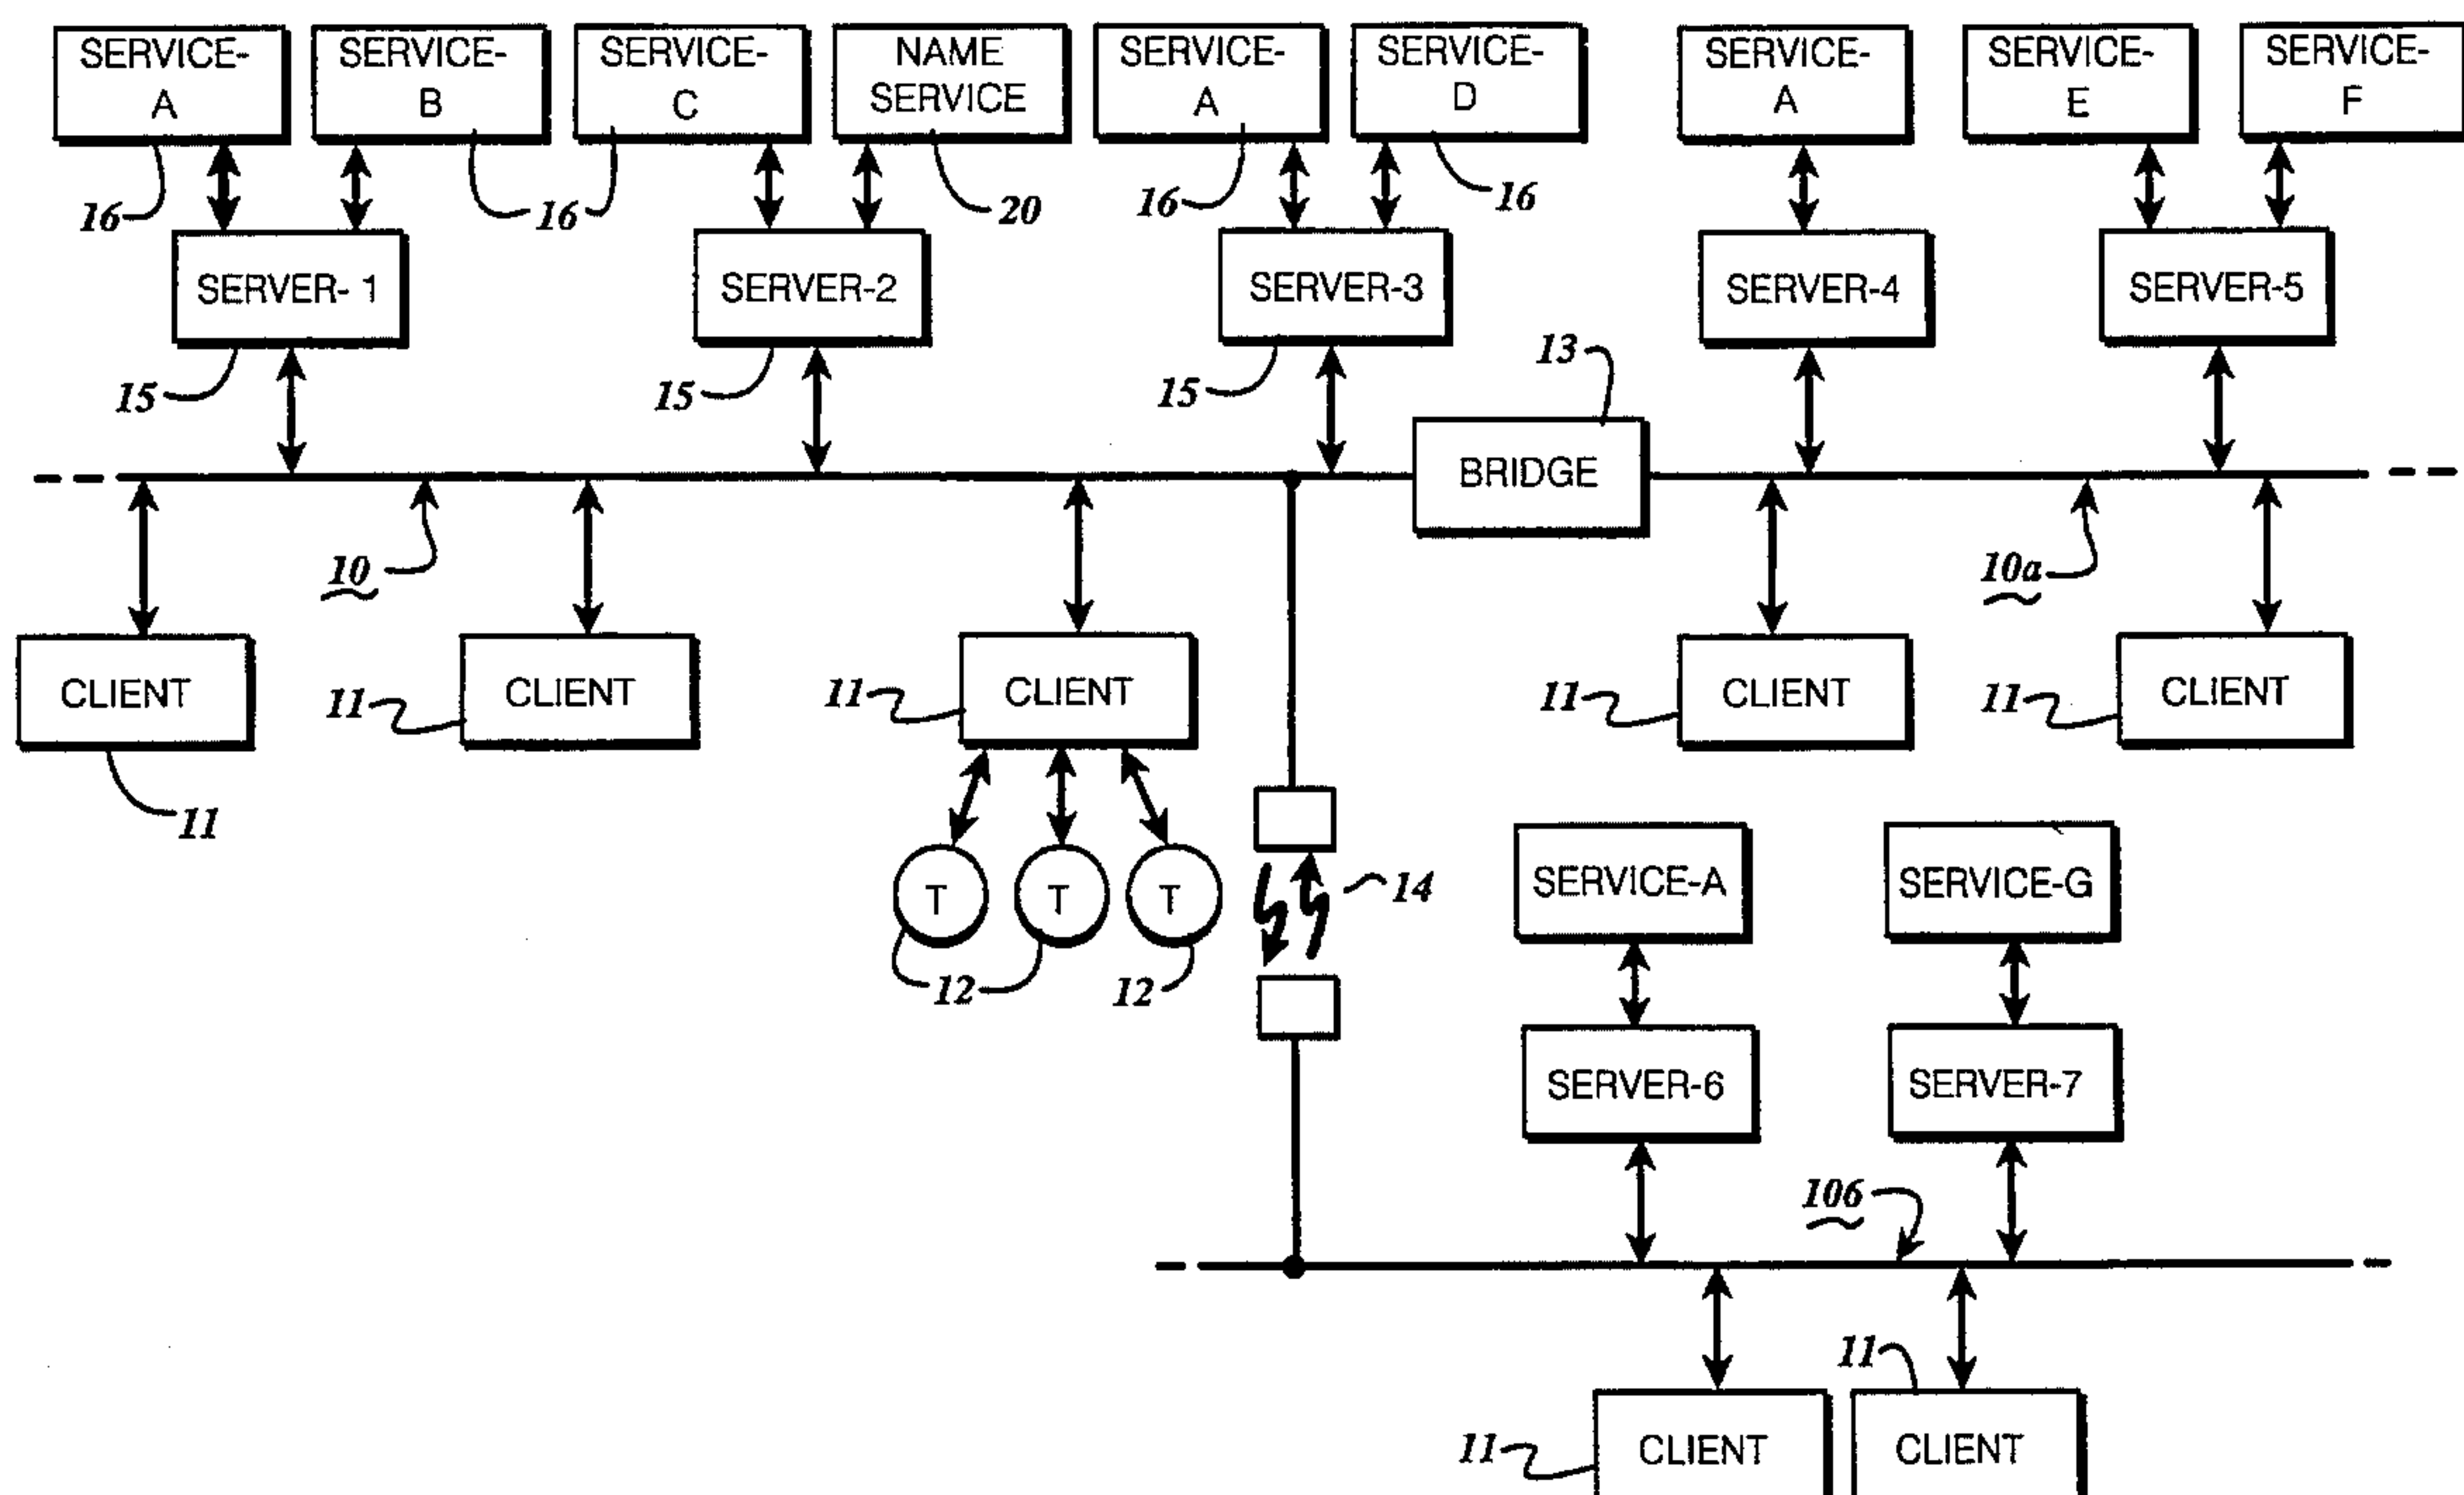 SERVICE-
A
SERVICE-
B
SERVICE-
C
NAME
SERVICE
SERVICE-
A
SERVICE-
D
SERVICE-
A
SERVICE-
E
SERVICE-
F
16
16
20
16
16
SERVER- 1
SERVER-2
SERVER-3
SERVER-4
SERVER-5
15
15
15
13
BRIDGE
10
10a
CLIENT
11
CLIENT
11
CLIENT
11
CLIENT
11
CLIENT
11
T
T
T
14
12
12
SERVICE-A
SERVICE-G
SERVER-6
SERVER-7
106
11
11
CLIENT
CLIENT